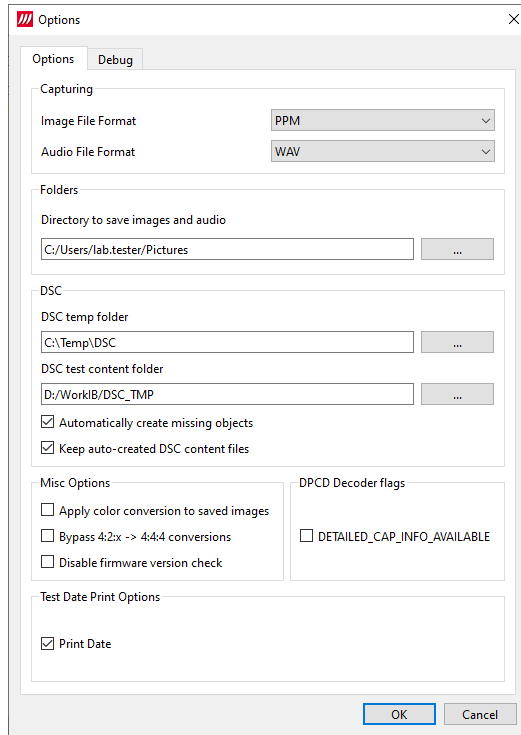 Options
Options Debug
Capturing
Image File Format PPM
Audio File Format WAV
Folders
Directory to save images and audio
C:/Users/lab.tester/Pictures ...
DSC
DSC temp folder
C:\Temp\DSC ...
DSC test content folder
D:/WorkIB/DSC_TMP ...
Automatically create missing objects
Keep auto-created DSC content files
Misc Options
Apply color conversion to saved images
Bypass 4:2:x -> 4:4:4 conversions
Disable firmware version check
DPCD Decoder flags
DETAILED_CAP_INFO_AVAILABLE
Test Date Print Options
Print Date
OK Cancel